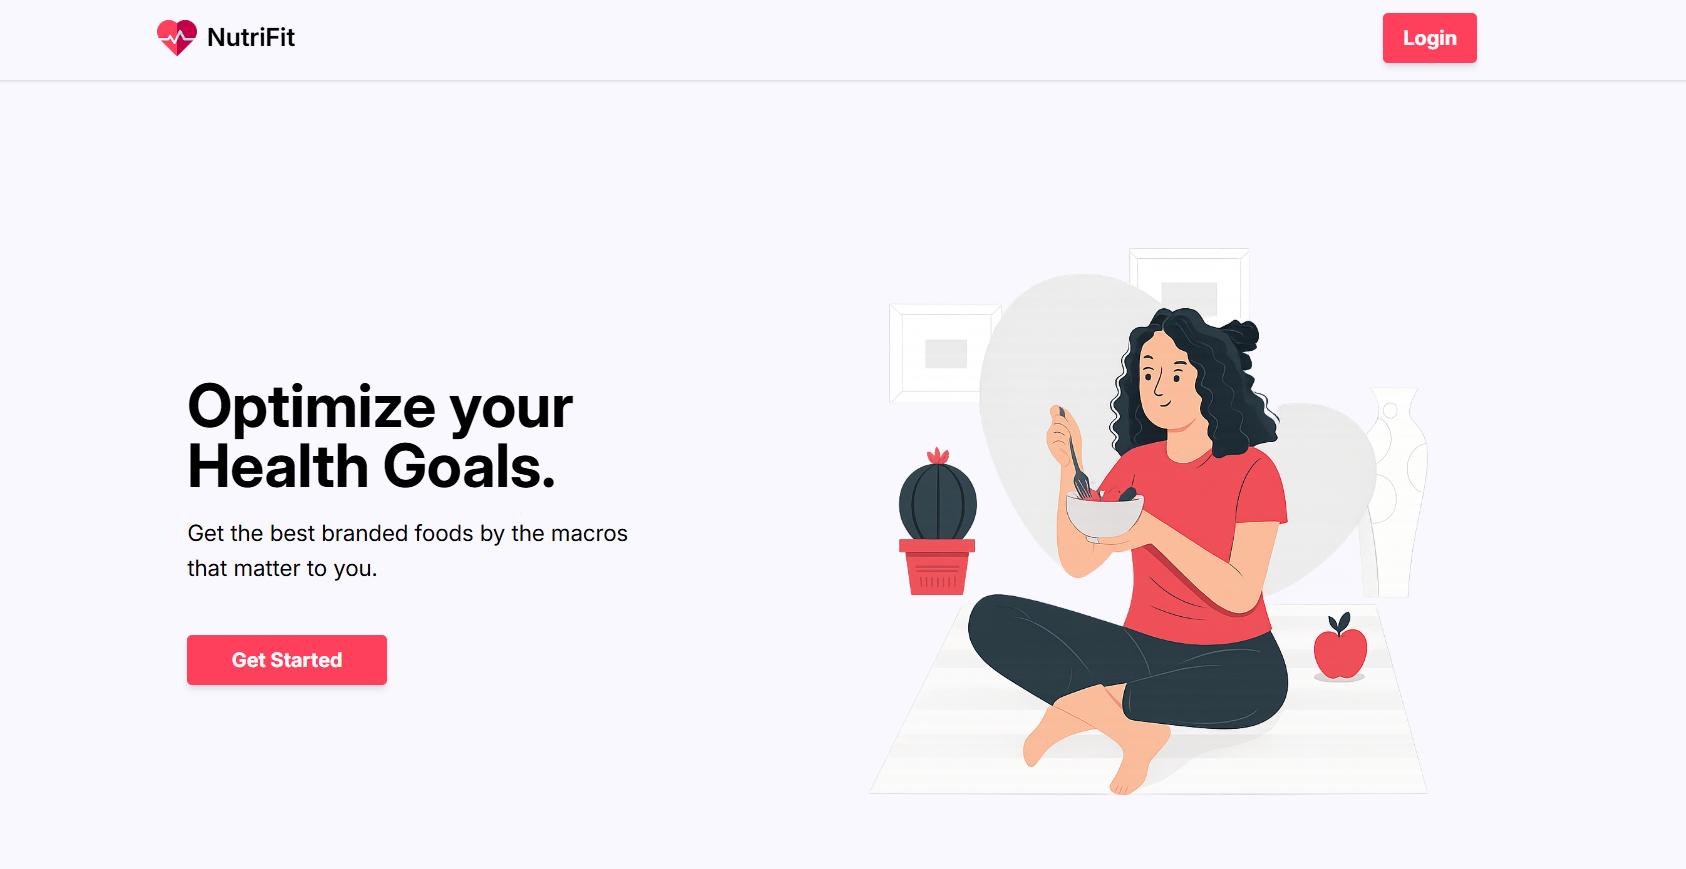 NutriFit
Login
Optimize your
Health Goals.
Get the best branded foods by the macros
that matter to you.
Get Started